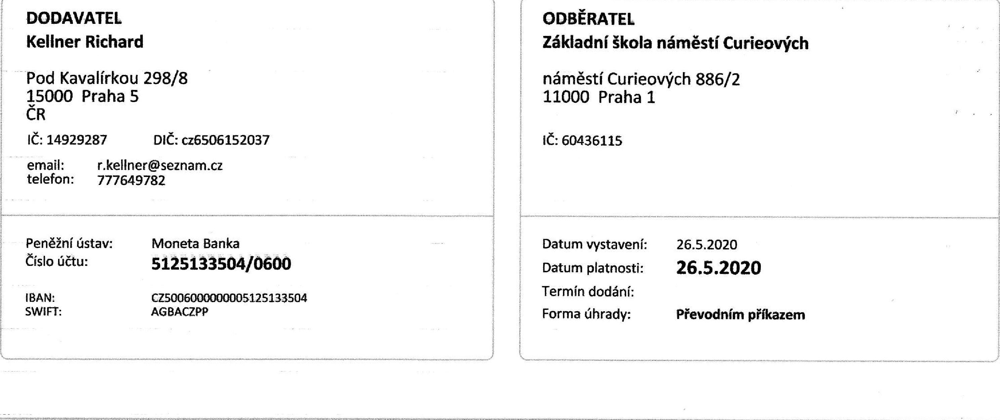 DODAVATEL
Kellner Richard
Pod Kavalírkou 298/8
15000 Praha 5
ČR
IČ: 14929287 DIČ: cz6506152037
email: r.kellner@seznam.cz
telefon: 777649782
Peněžní ústav: Moneta Banka
Číslo účtu: 5125133504/0600
IBAN: CZ5006000000005125133504
SWIFT: AGBACZPP
ODBĚRATEL
Základní škola náměstí Curieových
náměstí Curieových 886/2
11000 Praha 1
IČ: 60436115
Datum vystavení: 26.5.2020
Datum platnosti: 26.5.2020
Termín dodání:
Forma úhrady: Převodním příkazem